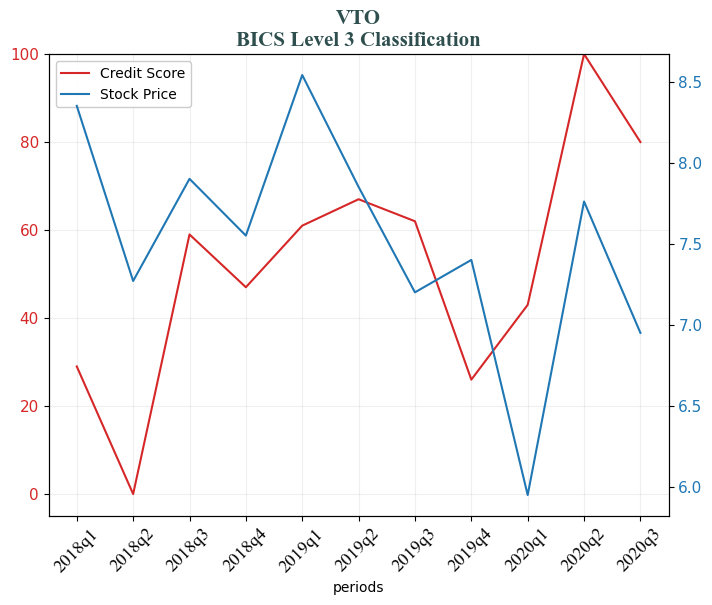 VTO
BICS Level 3 Classification
Credit Score
Stock Price
100
80
60
40
20
0
8.5
8.0
7.5
7.0
6.5
6.0
2018q1
2018q2
2018q3
2018q4
2019q1
2019q2
2019q3
2019q4
2020q1
2020q2
2020q3
periods